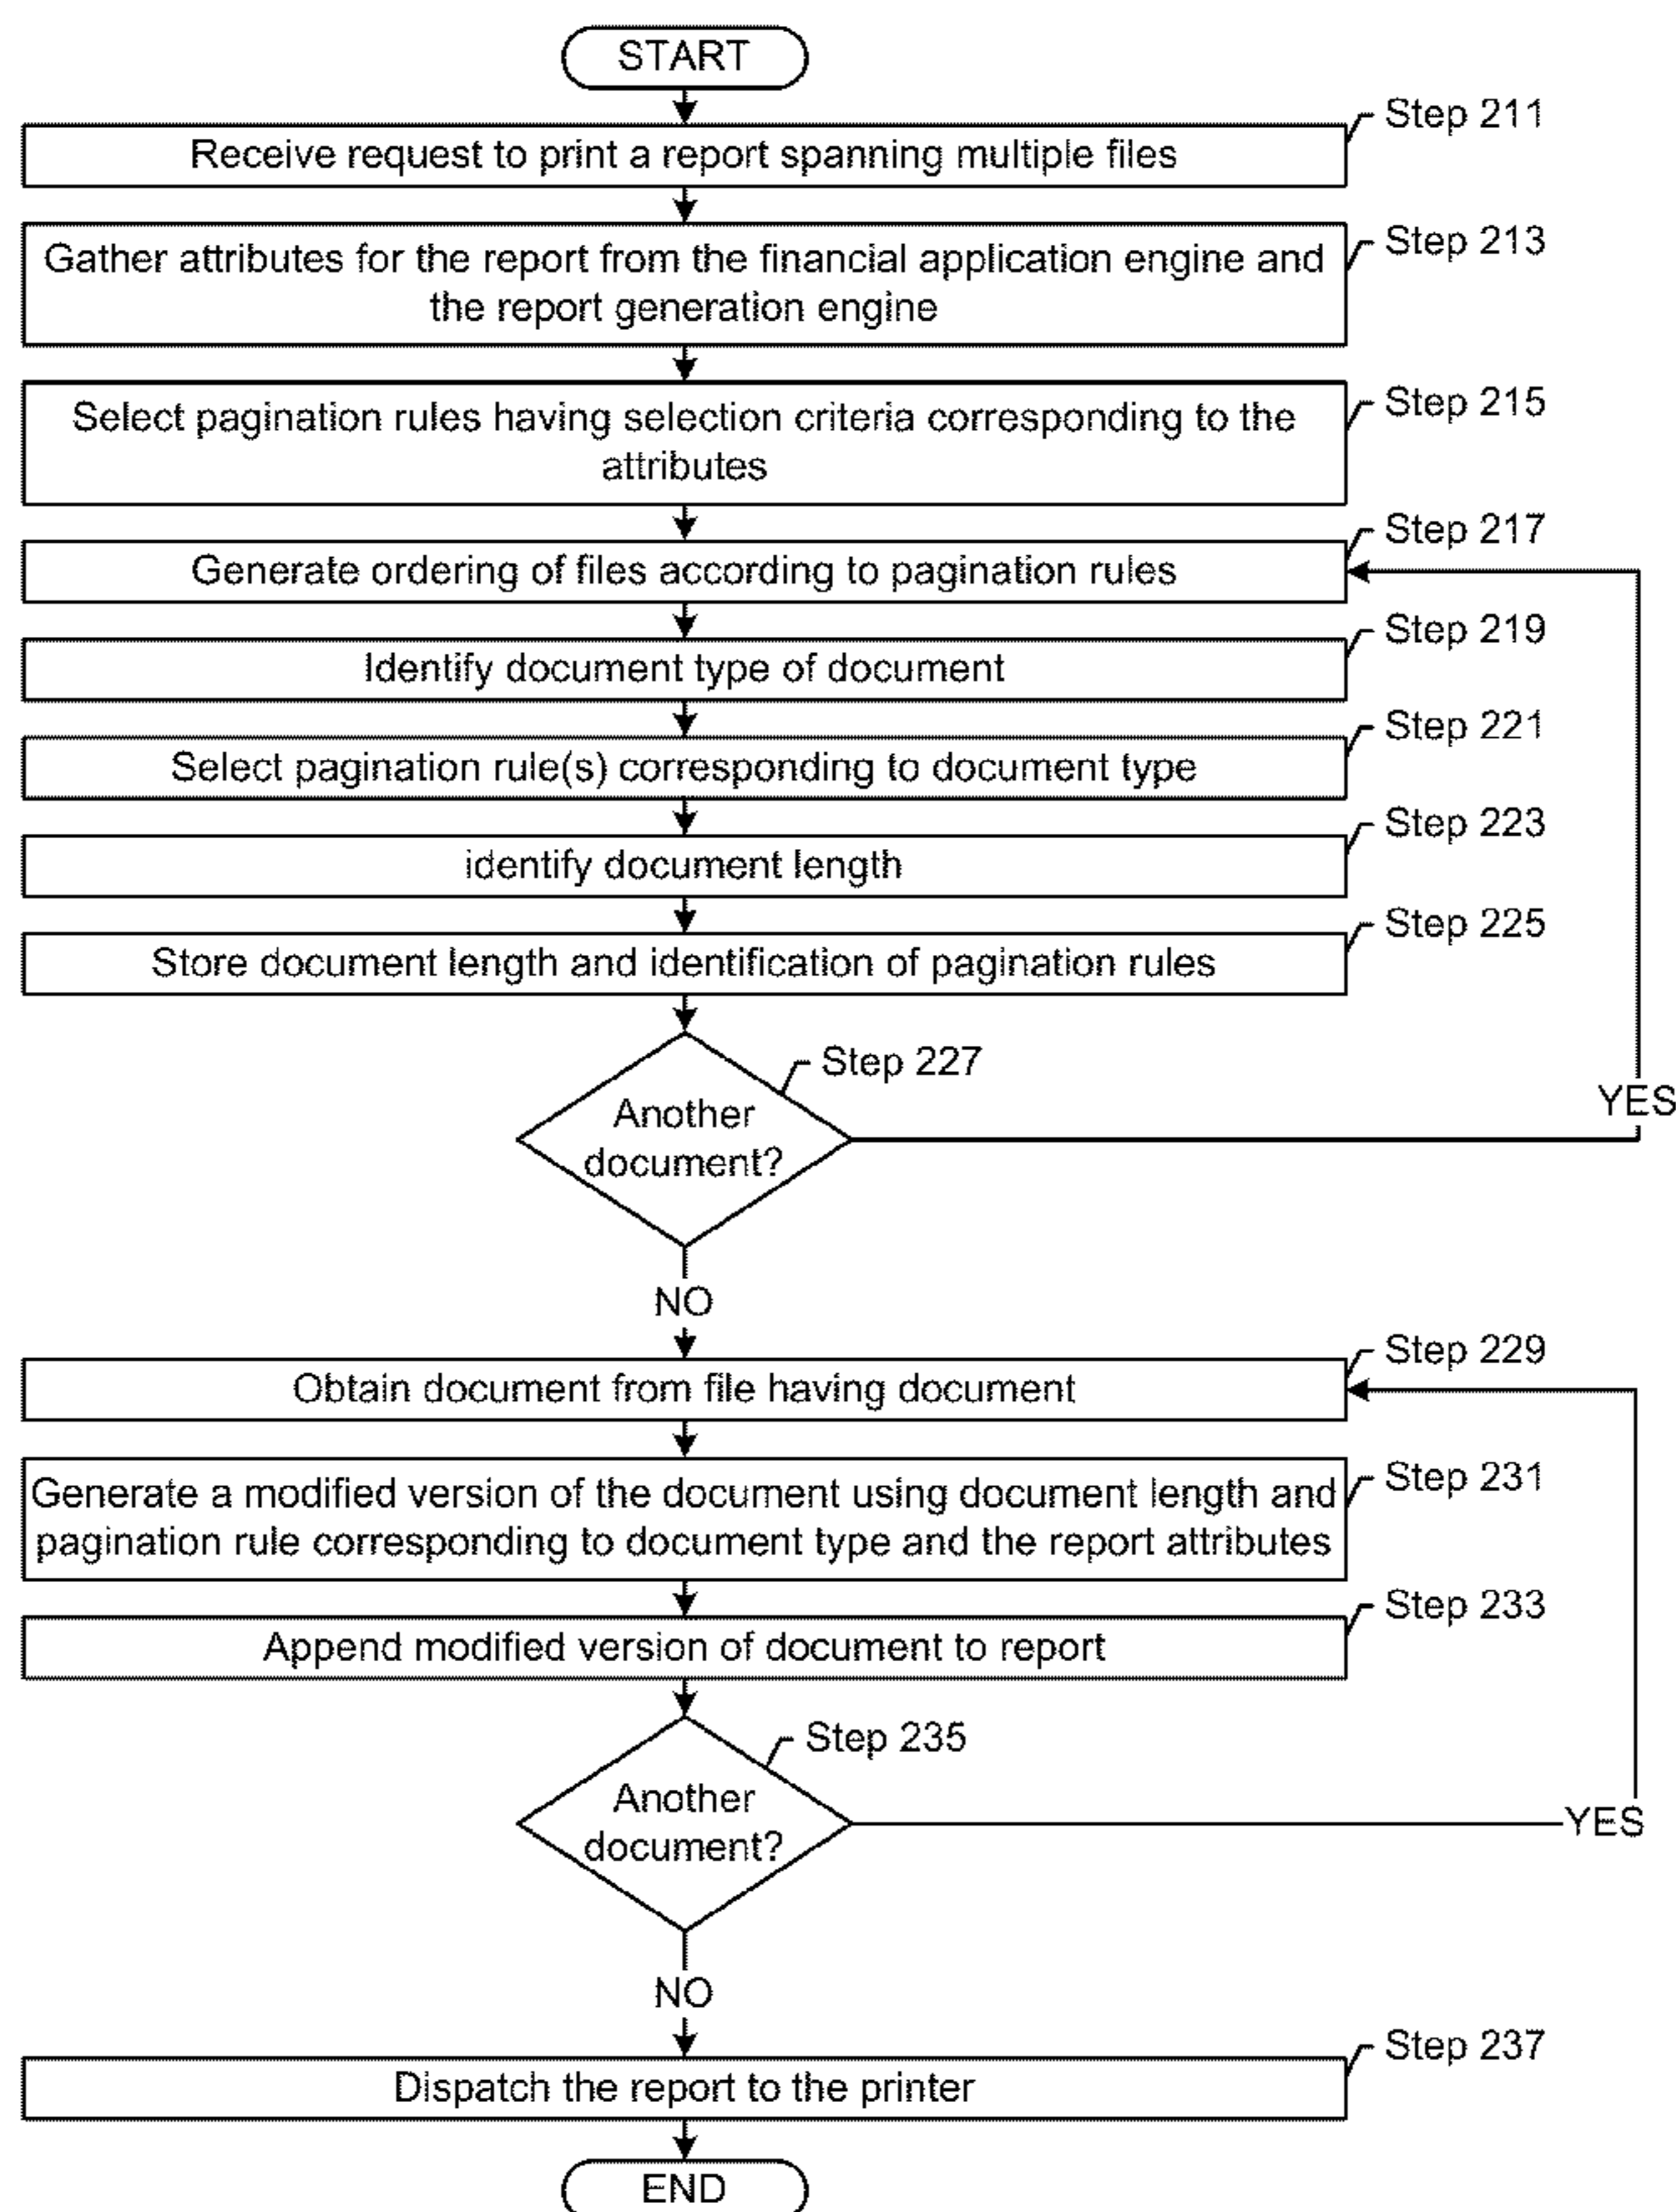 START
Step 211
Receive request to print a report spanning multiple files
Step 213
Gather attributes for the report from the financial application engine and
the report generation engine
Step 215
Select pagination rules having selection criteria corresponding to the
attributes
Step 217
Generate ordering of files according to pagination rules
Step 219
Identify document type of document
Step 221
Select pagination rule(s) corresponding to document type
Step 223
identify document length
Step 225
Store document length and identification of pagination rules
Step 227
Another
document?
YES
NO
Step 229
Obtain document from file having document
Step 231
Generate a modified version of the document using document length and
pagination rule corresponding to document type and the report attributes
Step 233
Append modified version of document to report
Step 235
Another
document?
YES
NO
Step 237
Dispatch the report to the printer
END